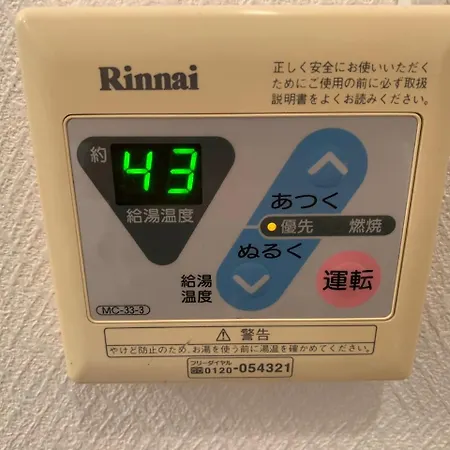 Rinnai
正しく安全にお使いいただく
ためにご使用の前に必ず取扱
説明書をよくお読みください。
約 43
給湯温度
あつく
優先 燃焼
ぬるく
給湯
温度
運転
MC-33-3
⚠ 警告
やけど防止のため、お湯を使う前に湯温を確かめてください。
フリーダイヤル
0120-054321